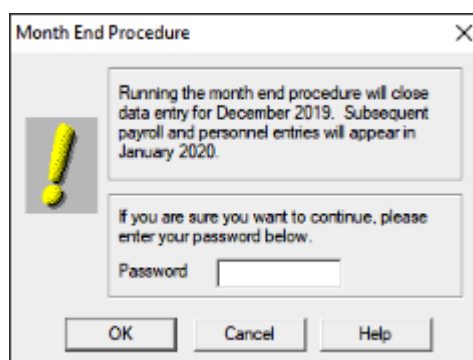 Month End Procedure
Running the month end procedure will close
data entry for December 2019. Subsequent
payroll and personnel entries will appear in
January 2020.
If you are sure you want to continue, please
enter your password below.
Password
OK Cancel Help